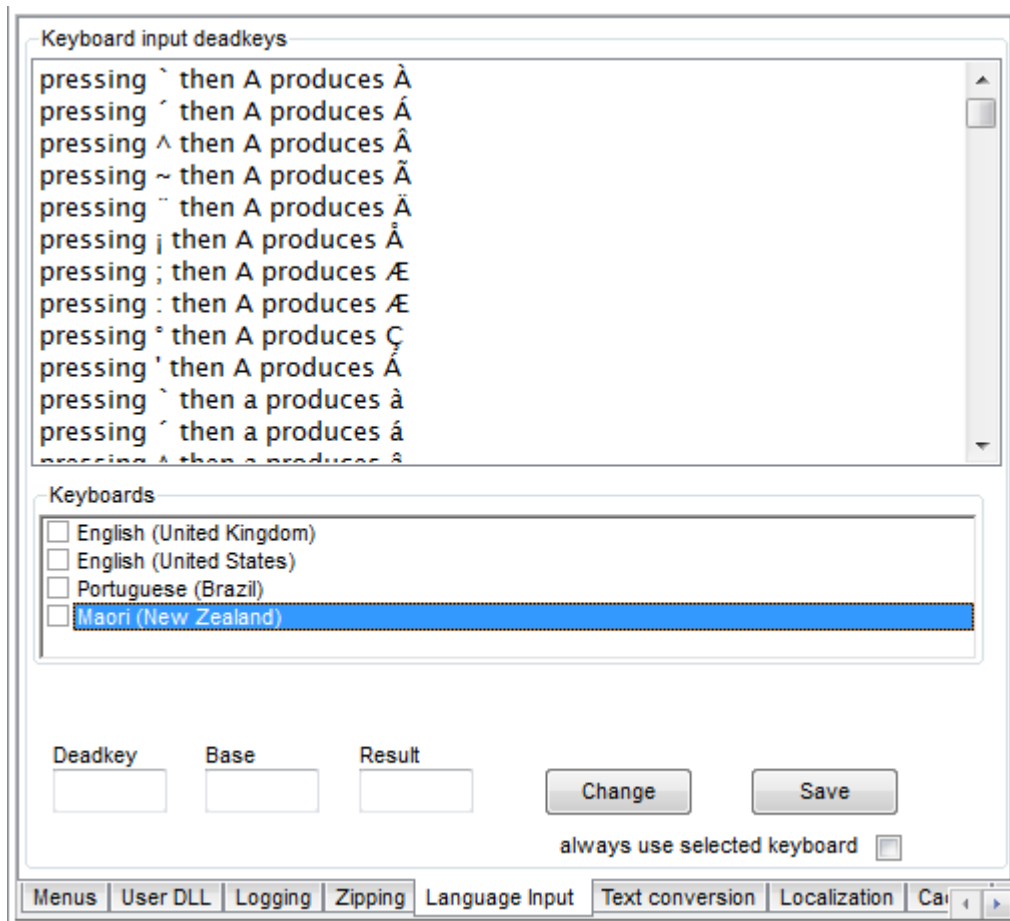 Keyboard input deadkeys
pressing ` then A produces À
pressing ´ then A produces Á
pressing ^ then A produces Â
pressing ~ then A produces Ã
pressing ¨ then A produces Ä
pressing ¡ then A produces Å
pressing ; then A produces Æ
pressing : then A produces Æ
pressing ° then A produces Ç
pressing ' then A produces Á
pressing ` then a produces à
pressing ´ then a produces á
pressing ^ then a produces â
Keyboards
English (United Kingdom)
English (United States)
Portuguese (Brazil)
Maori (New Zealand)
Deadkey Base Result
Change Save
always use selected keyboard
Menus User DLL Logging Zipping Language Input Text conversion Localization